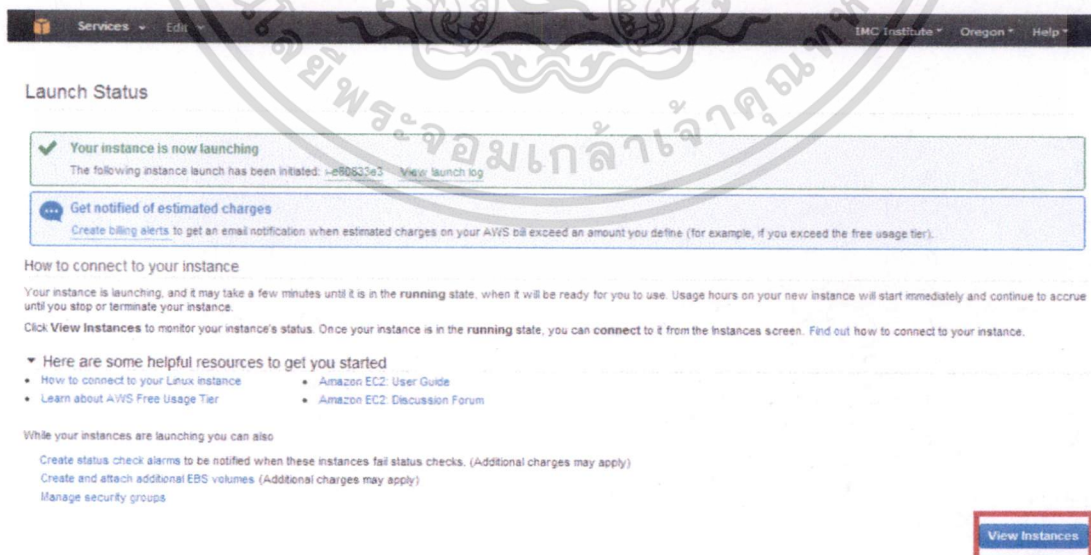 Services Edit IMC Institute Oregon Help
Launch Status
Your instance is now launching
The following instance launch has been initiated: i-e60633e3 View launch log
Get notified of estimated charges
Create billing alerts to get an email notification when estimated charges on your AWS bill exceed an amount you define (for example, if you exceed the free usage tier).
How to connect to your instance
Your instance is launching, and it may take a few minutes until it is in the running state, when it will be ready for you to use. Usage hours on your new instance will start immediately and continue to accrue
until you stop or terminate your instance.
Click View Instances to monitor your instance's status. Once your instance is in the running state, you can connect to it from the Instances screen. Find out how to connect to your instance.
Here are some helpful resources to get you started
• How to connect to your Linux instance • Amazon EC2: User Guide
• Learn about AWS Free Usage Tier • Amazon EC2: Discussion Forum
While your instances are launching you can also
Create status check alarms to be notified when these instances fail status checks. (Additional charges may apply)
Create and attach additional EBS volumes (Additional charges may apply)
Manage security groups
View Instances